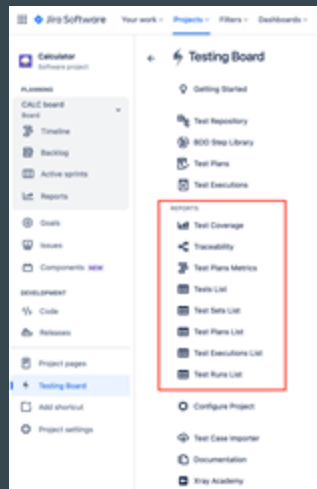 Jira Software Your work Projects Filters Dashboards
Calculator
Software project
PLANNING
CALC board
Board
Timeline
Backlog
Active sprints
Reports
Goals
Issues
Components NEW
DEVELOPMENT
Code
Releases
Project pages
Testing Board
Add shortcut
Project settings
Testing Board
Getting Started
Test Repository
BDD Step Library
Test Plans
Test Executions
REPORTS
Test Coverage
Traceability
Test Plans Metrics
Tests List
Test Sets List
Test Plans List
Test Executions List
Test Runs List
Configure Project
Test Case Importer
Documentation
Xray Academy